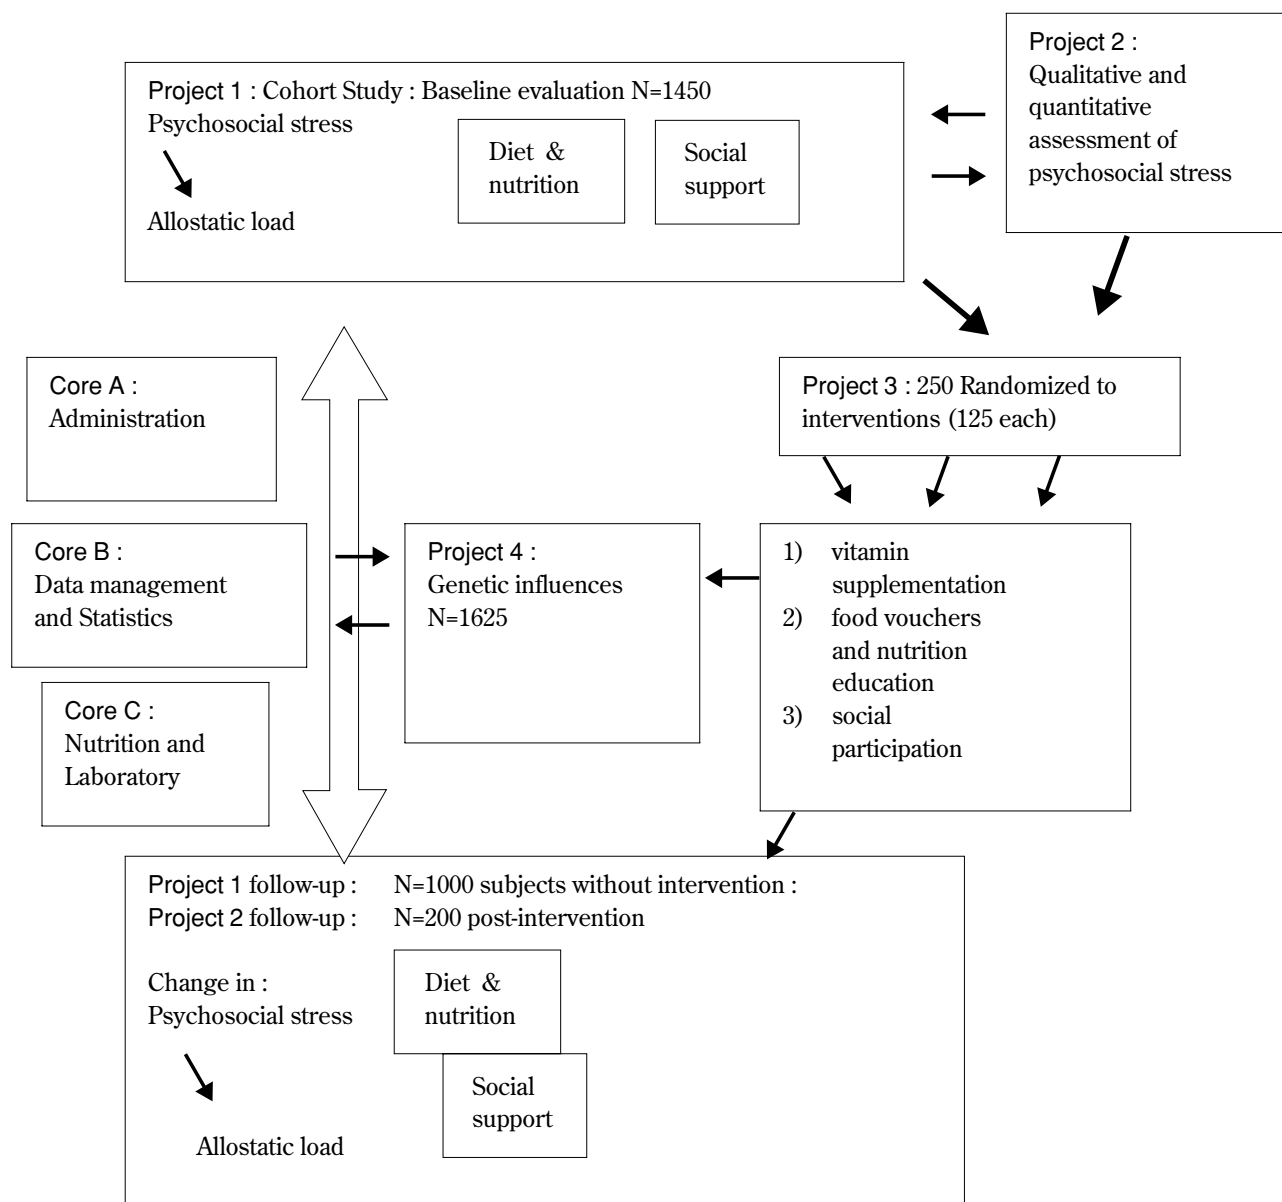 Project 1 : Cohort Study : Baseline evaluation N=1450
Psychosocial stress
Diet &
nutrition
Social
support
Allostatic load
Project 2 :
Qualitative and
quantitative
assessment of
psychosocial stress
Core A :
Administration
Project 3 : 250 Randomized to
interventions (125 each)
Core B :
Data management
and Statistics
Project 4 :
Genetic influences
N=1625
1) vitamin
supplementation
2) food vouchers
and nutrition
education
3) social
participation
Core C :
Nutrition and
Laboratory
Project 1 follow-up : N=1000 subjects without intervention :
Project 2 follow-up : N=200 post-intervention
Change in :
Psychosocial stress
Diet &
nutrition
Social
support
Allostatic load